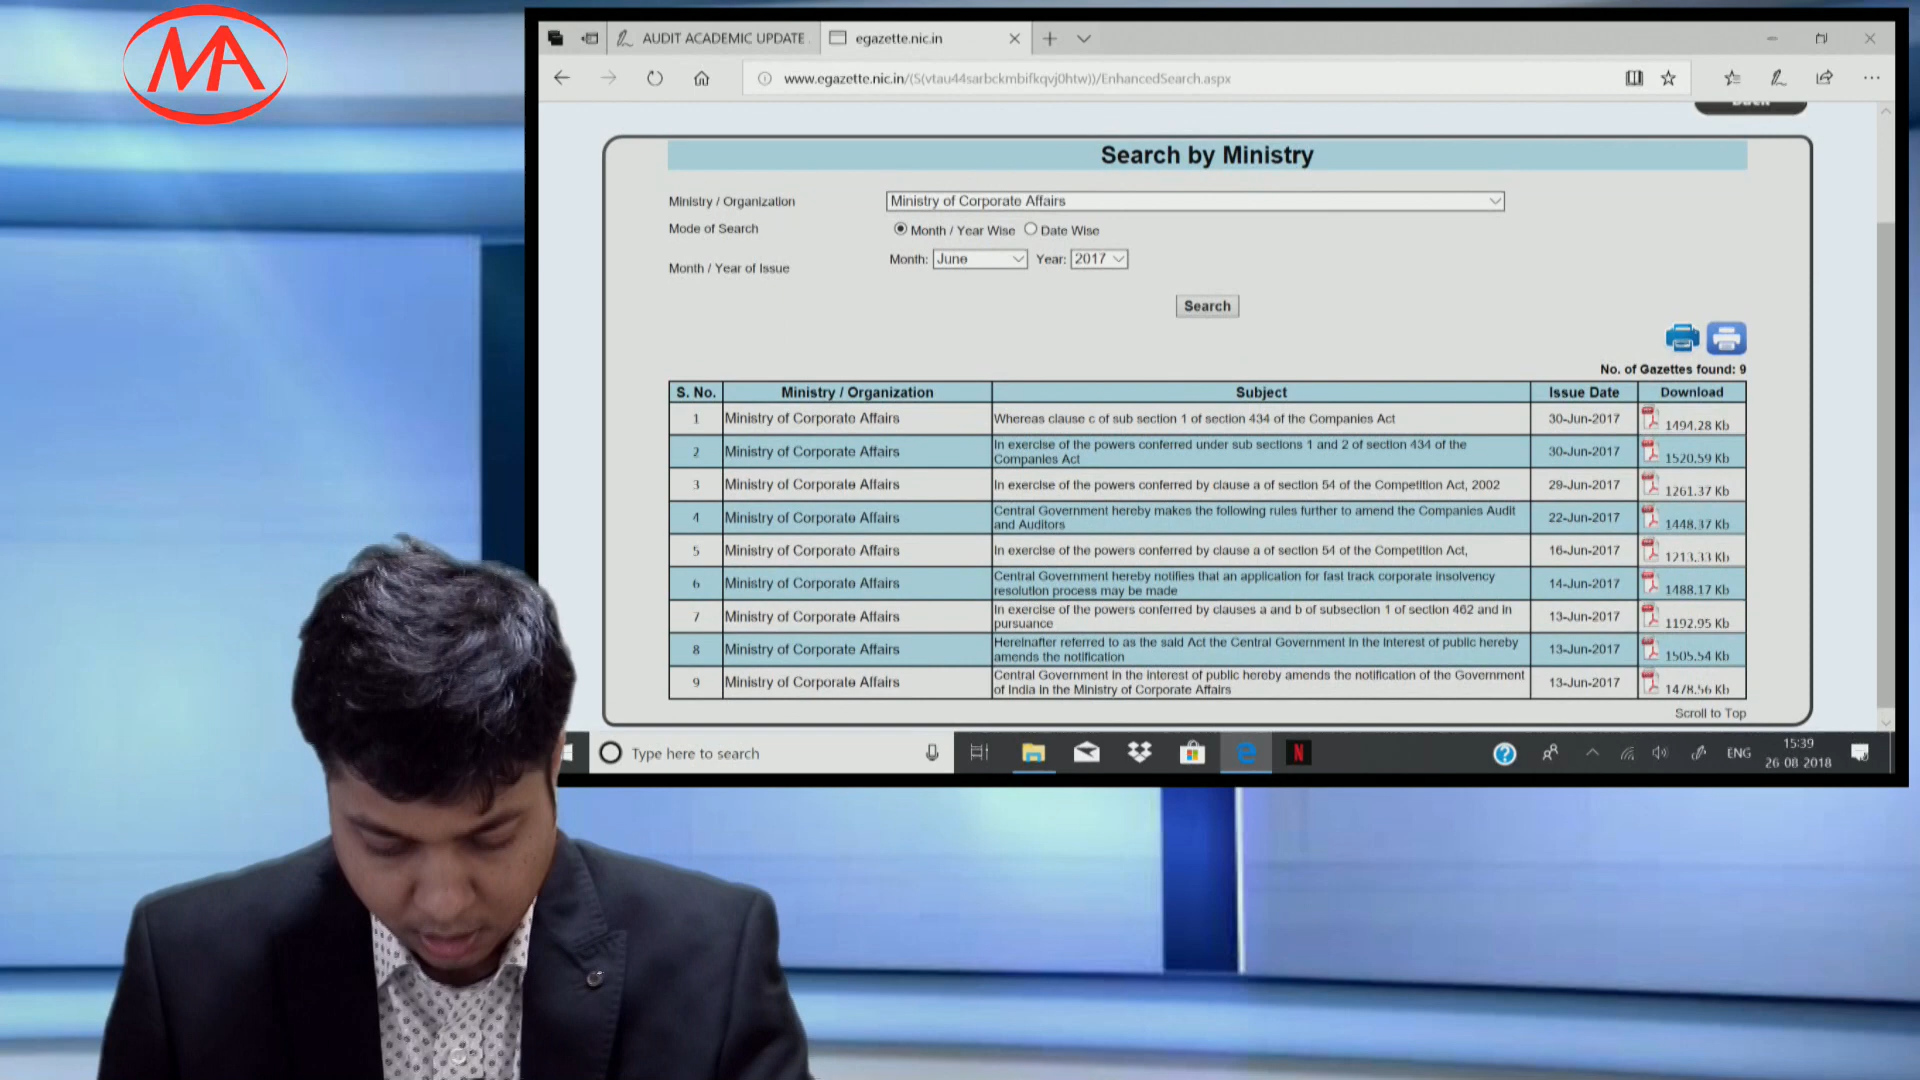 MA
AUDIT ACADEMIC UPDATE
egazette.nic.in
www.egazette.nic.in/(S(vtau44sarbckmbifkqvj0htw))/EnhancedSearch.aspx
Search by Ministry
Ministry / Organization
Ministry of Corporate Affairs
Mode of Search
Month / Year Wise Date Wise
Month / Year of Issue
Month: June Year: 2017
Search
No. of Gazettes found: 9
S. No. Ministry / Organization Subject Issue Date Download
1 Ministry of Corporate Affairs Whereas clause c of sub section 1 of section 434 of the Companies Act 30-Jun-2017 1494.28 Kb
2 Ministry of Corporate Affairs In exercise of the powers conferred under sub sections 1 and 2 of section 434 of the
Companies Act 30-Jun-2017 1520.59 Kb
3 Ministry of Corporate Affairs In exercise of the powers conferred by clause a of section 54 of the Competition Act, 2002 29-Jun-2017 1261.37 Kb
4 Ministry of Corporate Affairs Central Government hereby makes the following rules further to amend the Companies Audit
and Auditors 22-Jun-2017 1448.37 Kb
5 Ministry of Corporate Affairs In exercise of the powers conferred by clause a of section 54 of the Competition Act, 16-Jun-2017 1213.33 Kb
6 Ministry of Corporate Affairs Central Government hereby notifies that an application for fast track corporate insolvency
resolution process may be made 14-Jun-2017 1488.17 Kb
7 Ministry of Corporate Affairs In exercise of the powers conferred by clauses a and b of subsection 1 of section 462 and in
pursuance 13-Jun-2017 1192.95 Kb
8 Ministry of Corporate Affairs Hereinafter referred to as the said Act the Central Government in the interest of public hereby
amends the notification 13-Jun-2017 1505.54 Kb
9 Ministry of Corporate Affairs Central Government in the interest of public hereby amends the notification of the Government
of India in the Ministry of Corporate Affairs 13-Jun-2017 1478.56 Kb
Scroll to Top
Type here to search
N
ENG
15:39
26-08-2018